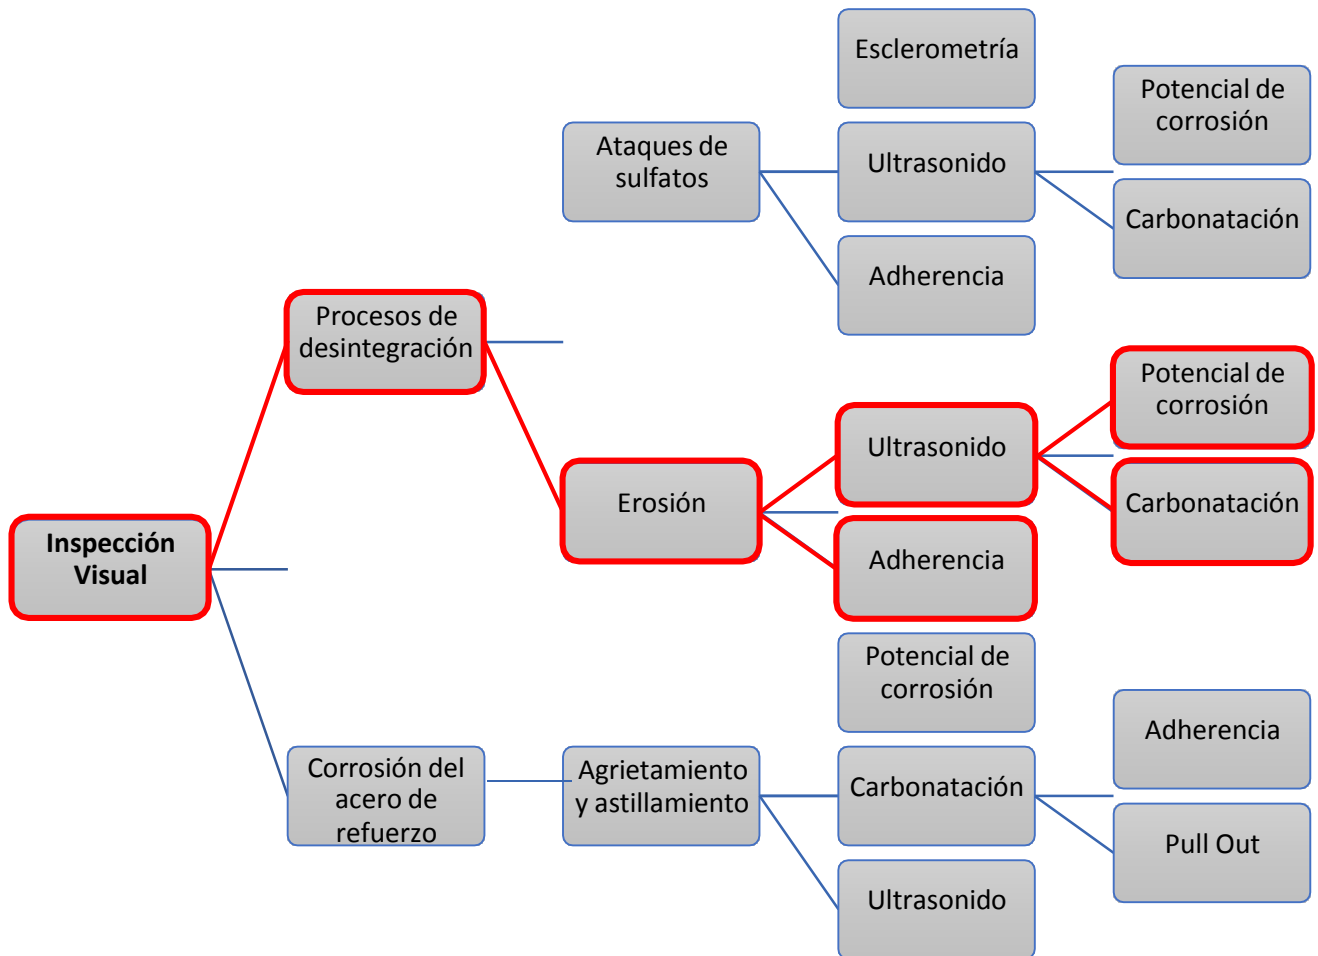 Esclerometría
Potencial de
corrosión
Ataques de
sulfatos
Ultrasonido
Carbonatación
Adherencia
Procesos de
desintegración
Potencial de
corrosión
Ultrasonido
Erosión
Carbonatación
Inspección
Visual
Adherencia
Potencial de
corrosión
Adherencia
Corrosión del
acero de
refuerzo
Agrietamiento
y astillamiento
Carbonatación
Pull Out
Ultrasonido